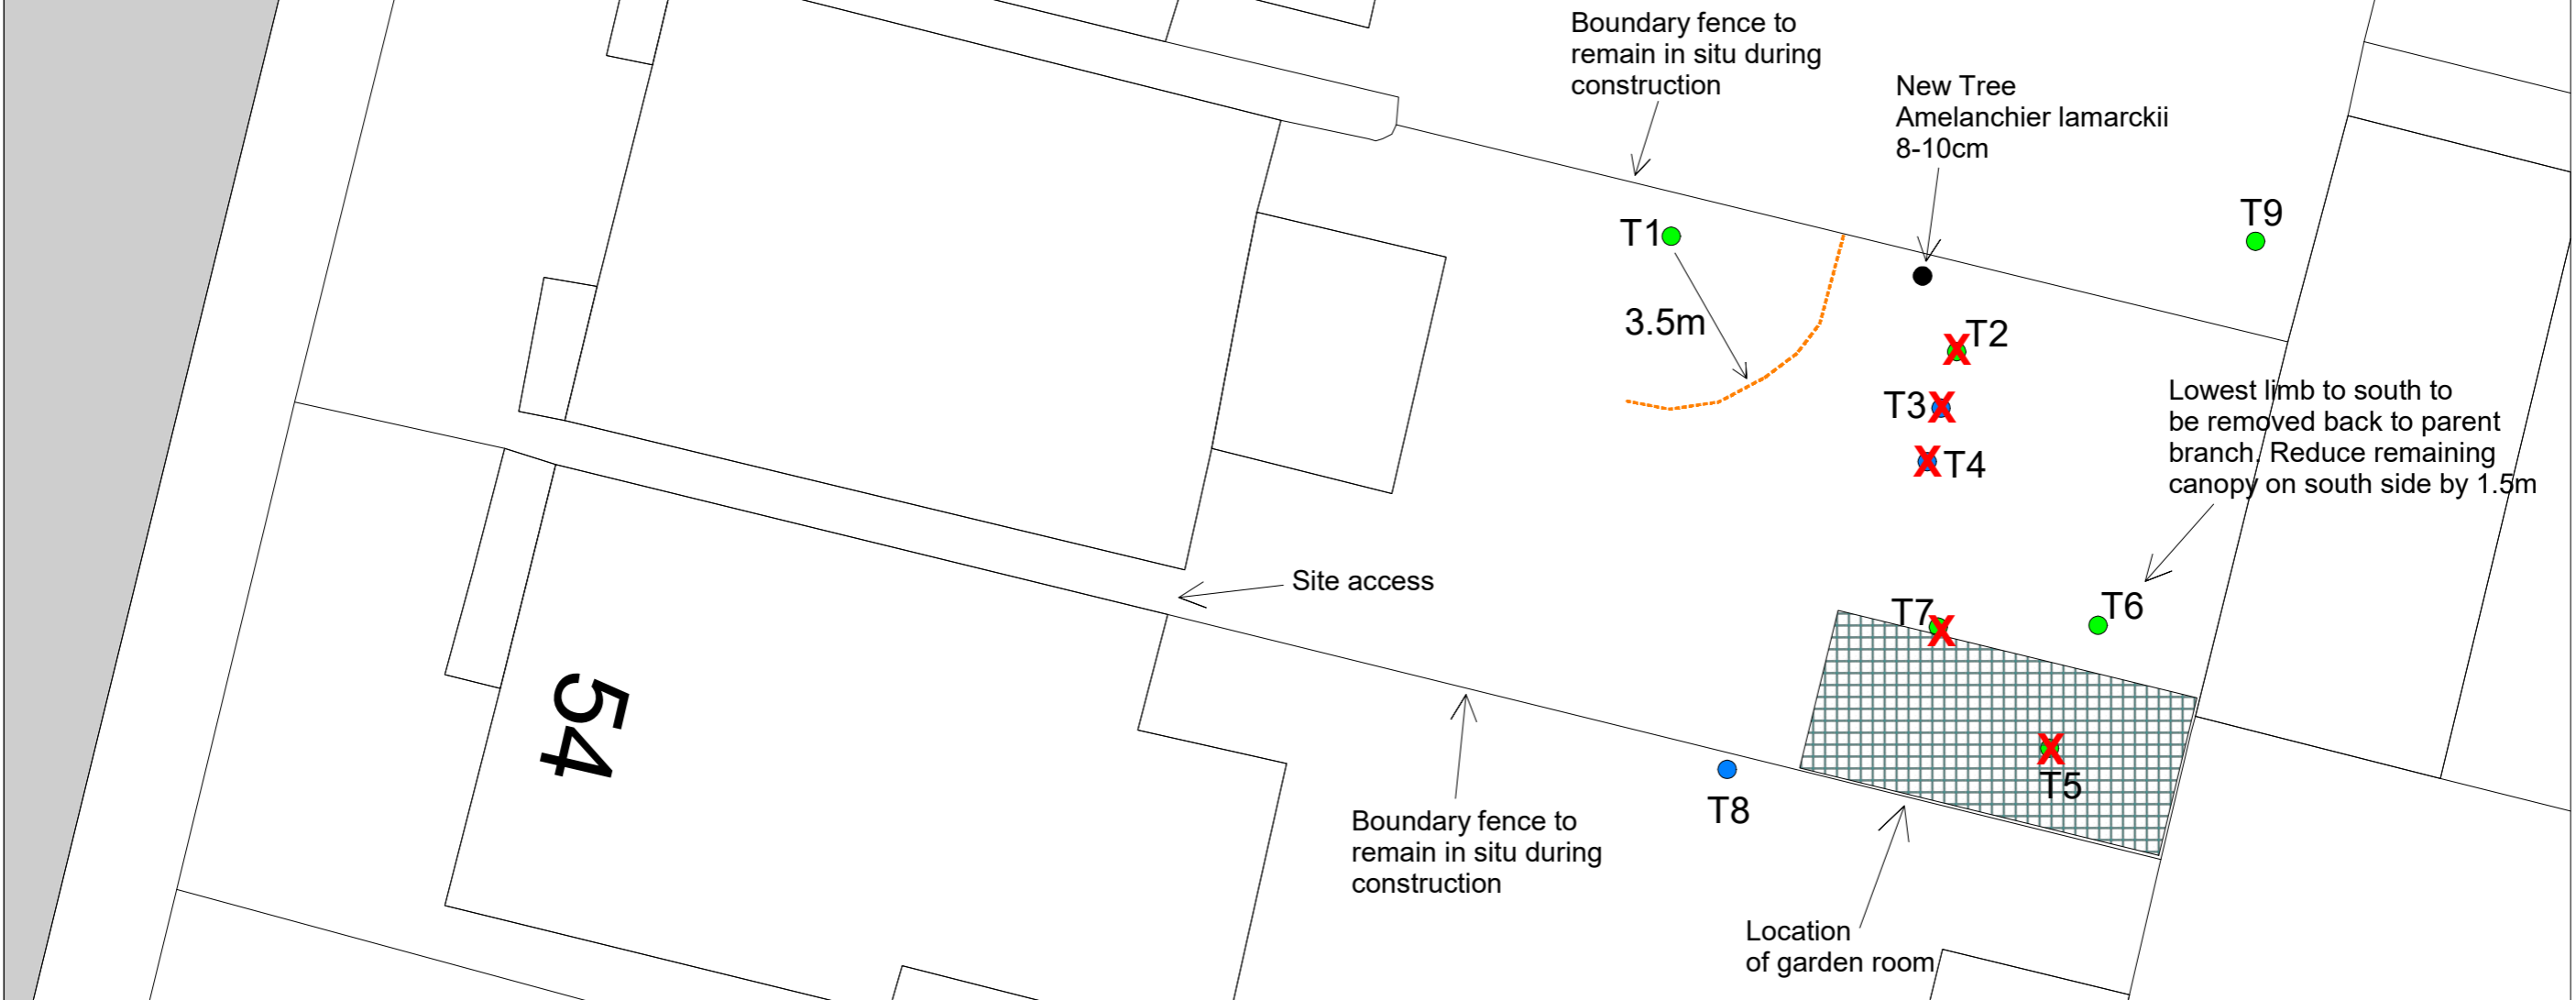 Boundary fence to
remain in situ during
construction
New Tree
Amelanchier lamarckii
8-10cm
T9
T1
3.5m
X T2
T3 X
X T4
Lowest limb to south to
be removed back to parent
branch. Reduce remaining
canopy on south side by 1.5m
Site access
T7 X
T6
54
X
T5
T8
Boundary fence to
remain in situ during
construction
Location
of garden room